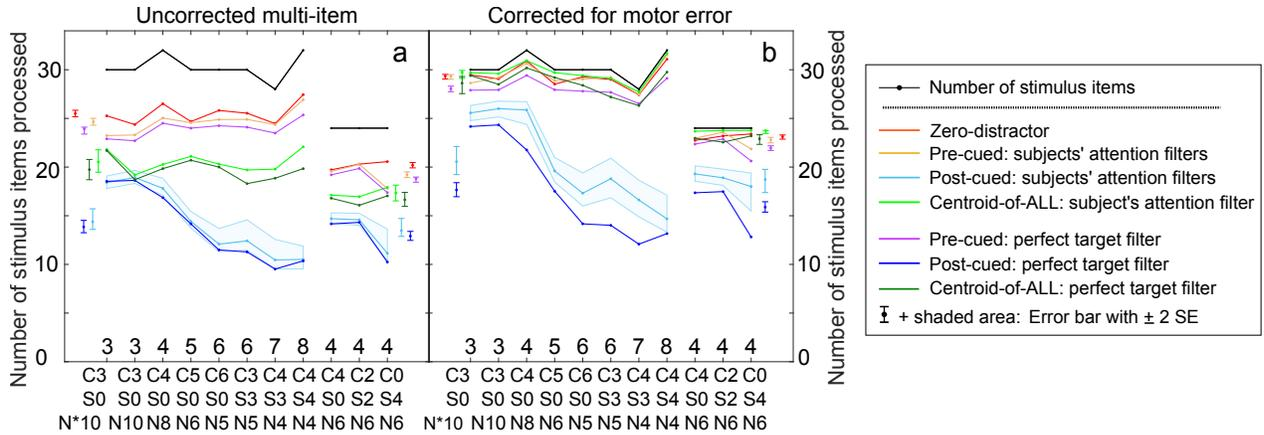 Uncorrected multi-item
Corrected for motor error
Number of stimulus items processed
30
20
10
0
a
b
3 3 4 5 6 6 7 8 4 4 4
3 3 4 5 6 6 7 8 4 4 4
C3 C3 C4 C5 C6 C3 C4 C4 C4 C2 C0
S0 S0 S0 S0 S0 S3 S3 S4 S0 S2 S4
N*10 N10 N8 N6 N5 N5 N4 N4 N6 N6 N6
C3 C3 C4 C5 C6 C3 C4 C4 C4 C2 C0
S0 S0 S0 S0 S0 S3 S3 S4 S0 S2 S4
N*10 N10 N8 N6 N5 N5 N4 N4 N6 N6 N6
30
20
10
0
Number of stimulus items processed
Number of stimulus items
Zero-distractor
Pre-cued: subjects' attention filters
Post-cued: subjects' attention filters
Centroid-of-ALL: subject's attention filter
Pre-cued: perfect target filter
Post-cued: perfect target filter
Centroid-of-ALL: perfect target filter
+ shaded area: Error bar with ± 2 SE